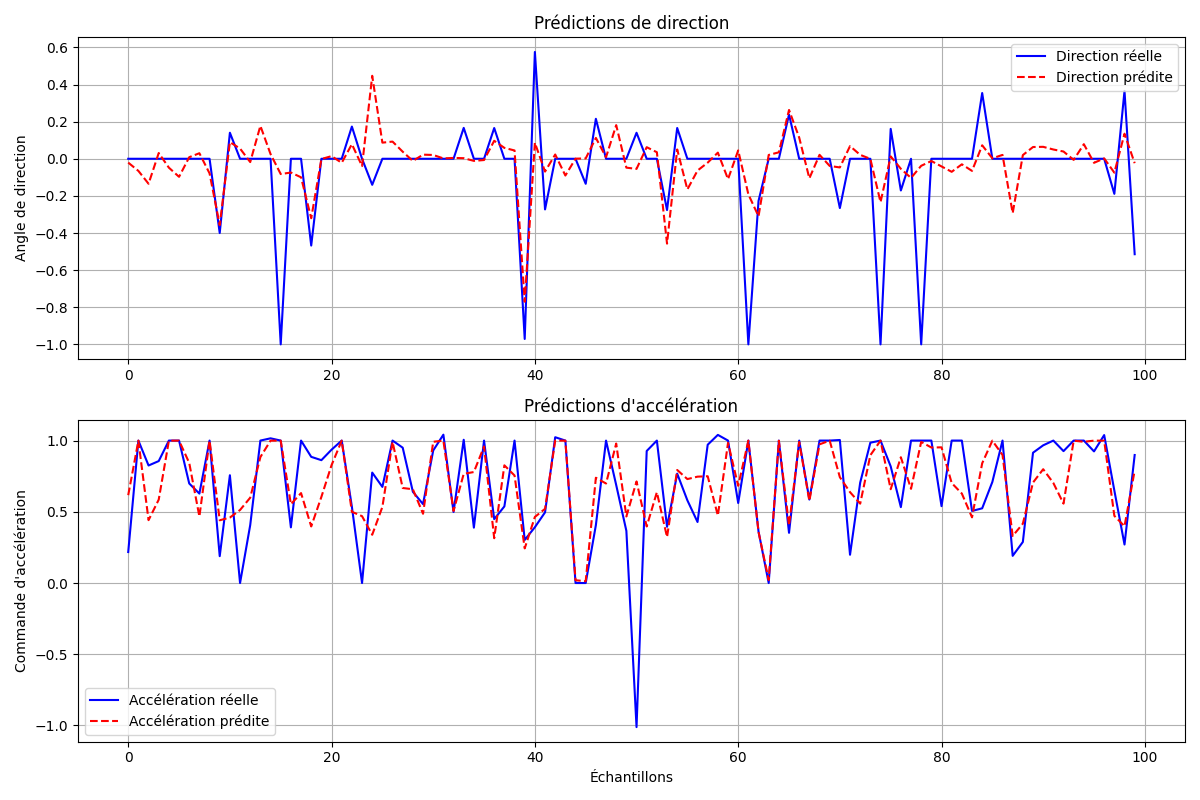 Prédictions de direction
0.6
0.4
0.2
0.0
−0.2
−0.4
−0.6
−0.8
−1.0
Angle de direction
Direction réelle
Direction prédite
0 20 40 60 80 100
Prédictions d'accélération
1.0
0.5
0.0
−0.5
−1.0
Commande d'accélération
Accélération réelle
Accélération prédite
0 20 40 60 80 100
Échantillons